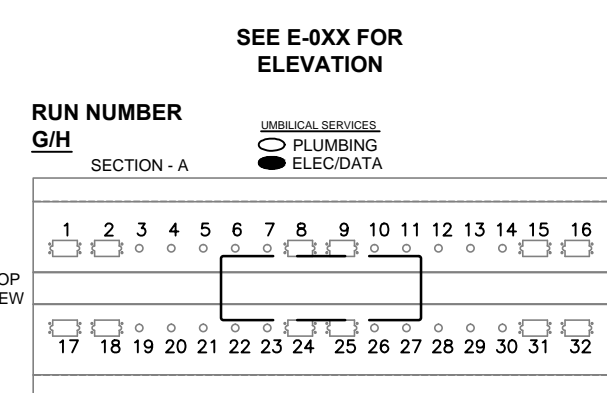 SEE E-0XX FOR
ELEVATION
RUN NUMBER
G/H
UMBILICAL SERVICES
PLUMBING
ELEC/DATA
SECTION - A
1 2 3 4 5 6 7 8 9 10 11 12 13 14 15 16
OP
EW
17 18 19 20 21 22 23 24 25 26 27 28 29 30 31 32